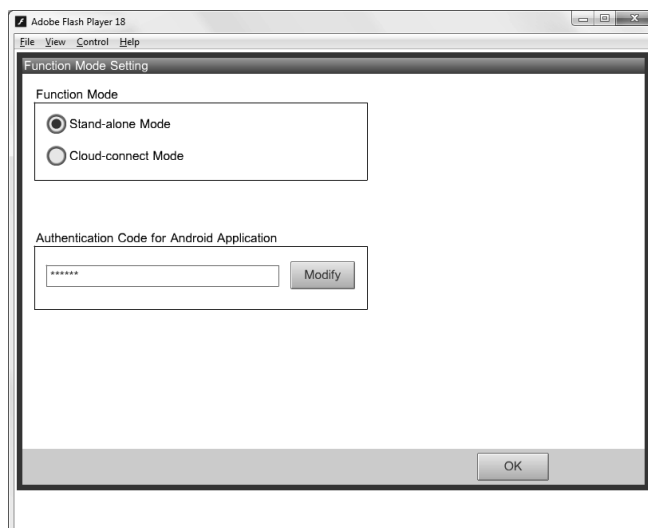 Adobe Flash Player 18
File View Control Help
Function Mode Setting
Function Mode
Stand-alone Mode
Cloud-connect Mode
Authentication Code for Android Application
****** Modify
OK